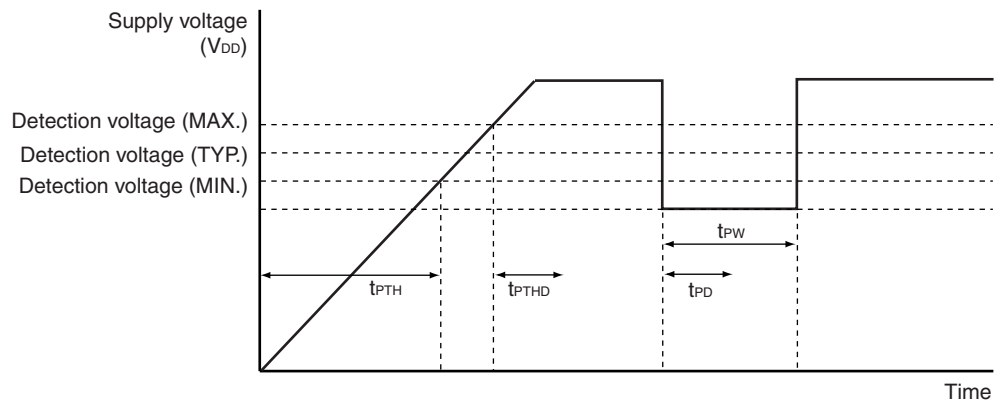 Supply voltage
(VDD)
Detection voltage (MAX.)
Detection voltage (TYP.)
Detection voltage (MIN.)
tPW
tPTH
tPTHD
tPD
Time